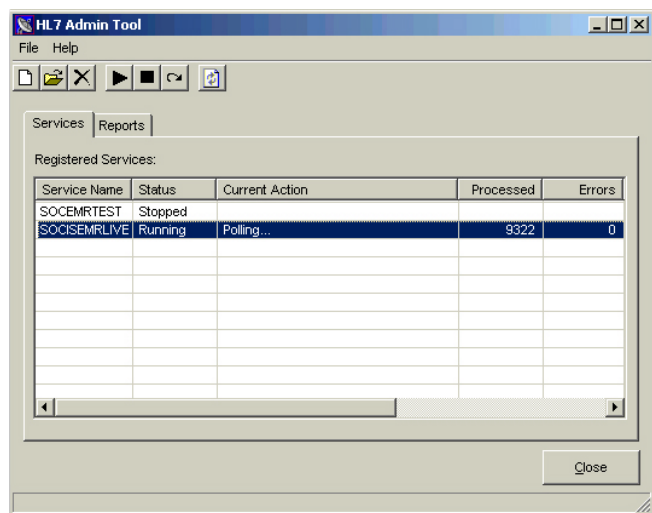 HL7 Admin Tool
File Help
Services Reports
Registered Services:
Service Name Status Current Action Processed Errors
SOCEMRTEST Stopped
SOCISEMRLIVE Running Polling... 9322 0
Close